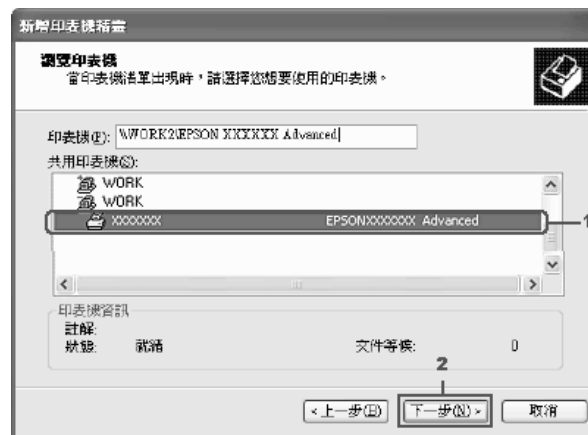 新增印表機精靈
瀏覽印表機
當印表機清單出現時，請選擇您想要使用的印表機。
印表機(P): \\WORK2\EPSON XXXXXX Advanced
共用印表機(S):
WORK
WORK
XXXXXXX EPSONXXXXXXX Advanced
1
印表機資訊
註解:
狀態: 就緒 文件等候: 0
2
<上一步(B) 下一步(N)> 取消